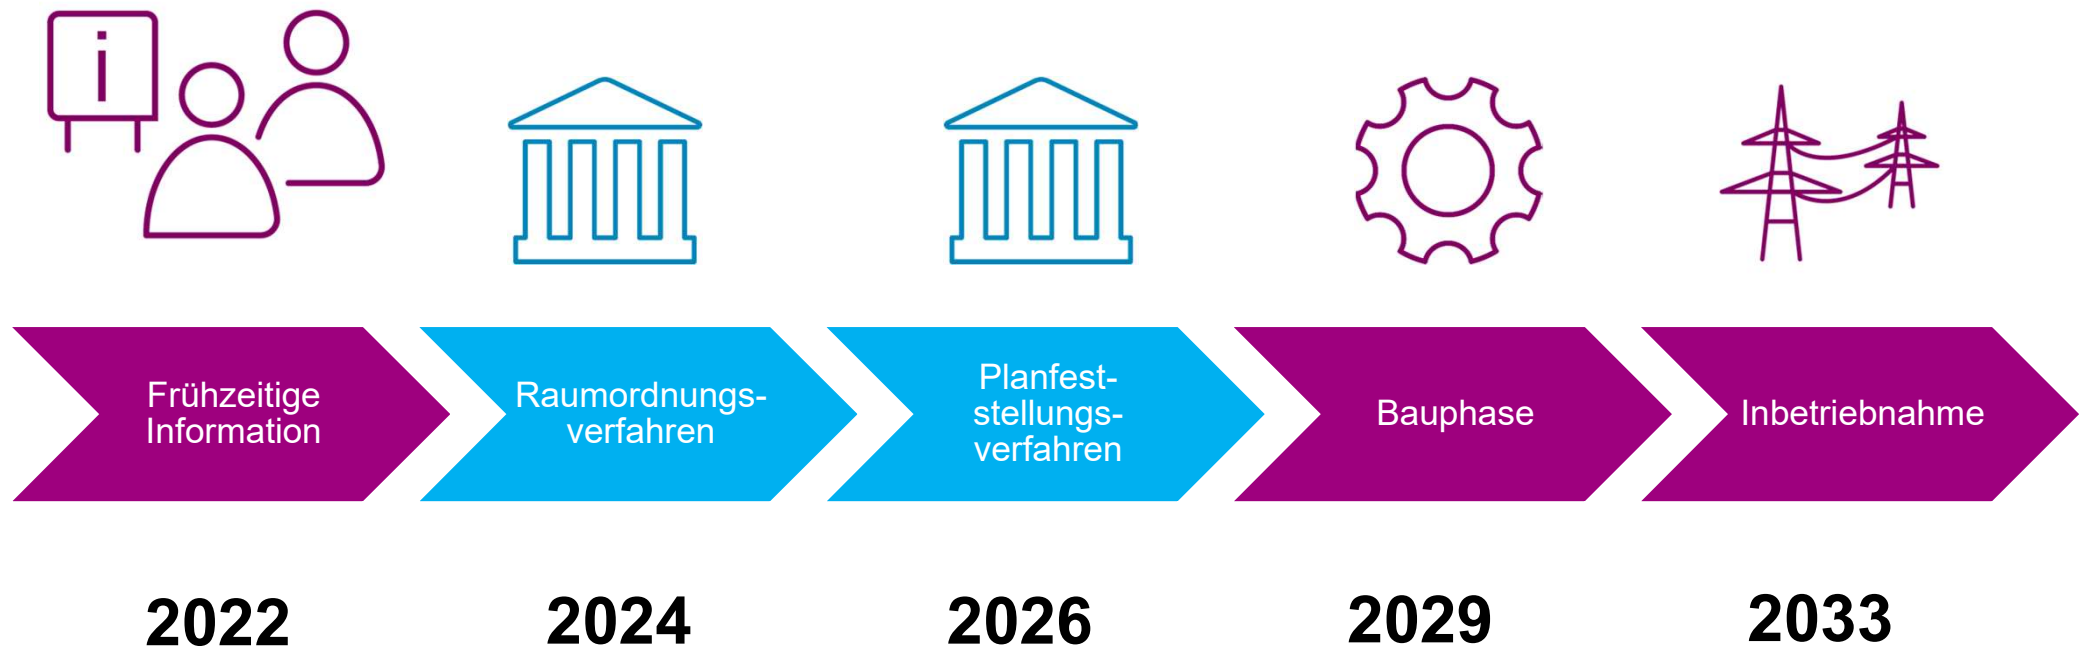 i
Frühzeitige
Information
Raumordnungs-
verfahren
Planfest-
stellungs-
verfahren
Bauphase
Inbetriebnahme
2022
2024
2026
2029
2033